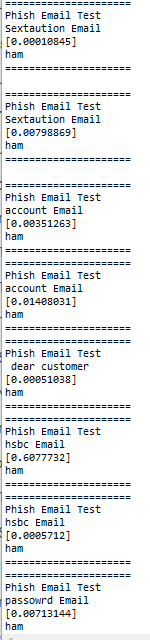 =====================
Phish Email Test
Sextaution Email
[0.00010845]
ham
=====================
=====================
Phish Email Test
Sextaution Email
[0.00798869]
ham
=====================
=====================
Phish Email Test
account Email
[0.00351263]
ham
=====================
=====================
Phish Email Test
account Email
[0.01408031]
ham
=====================
=====================
Phish Email Test
dear customer
[0.00051038]
ham
=====================
=====================
Phish Email Test
hsbc Email
[0.6077732]
ham
=====================
=====================
Phish Email Test
hsbc Email
[0.0005712]
ham
=====================
=====================
Phish Email Test
passowrd Email
[0.00713144]
ham
=====================